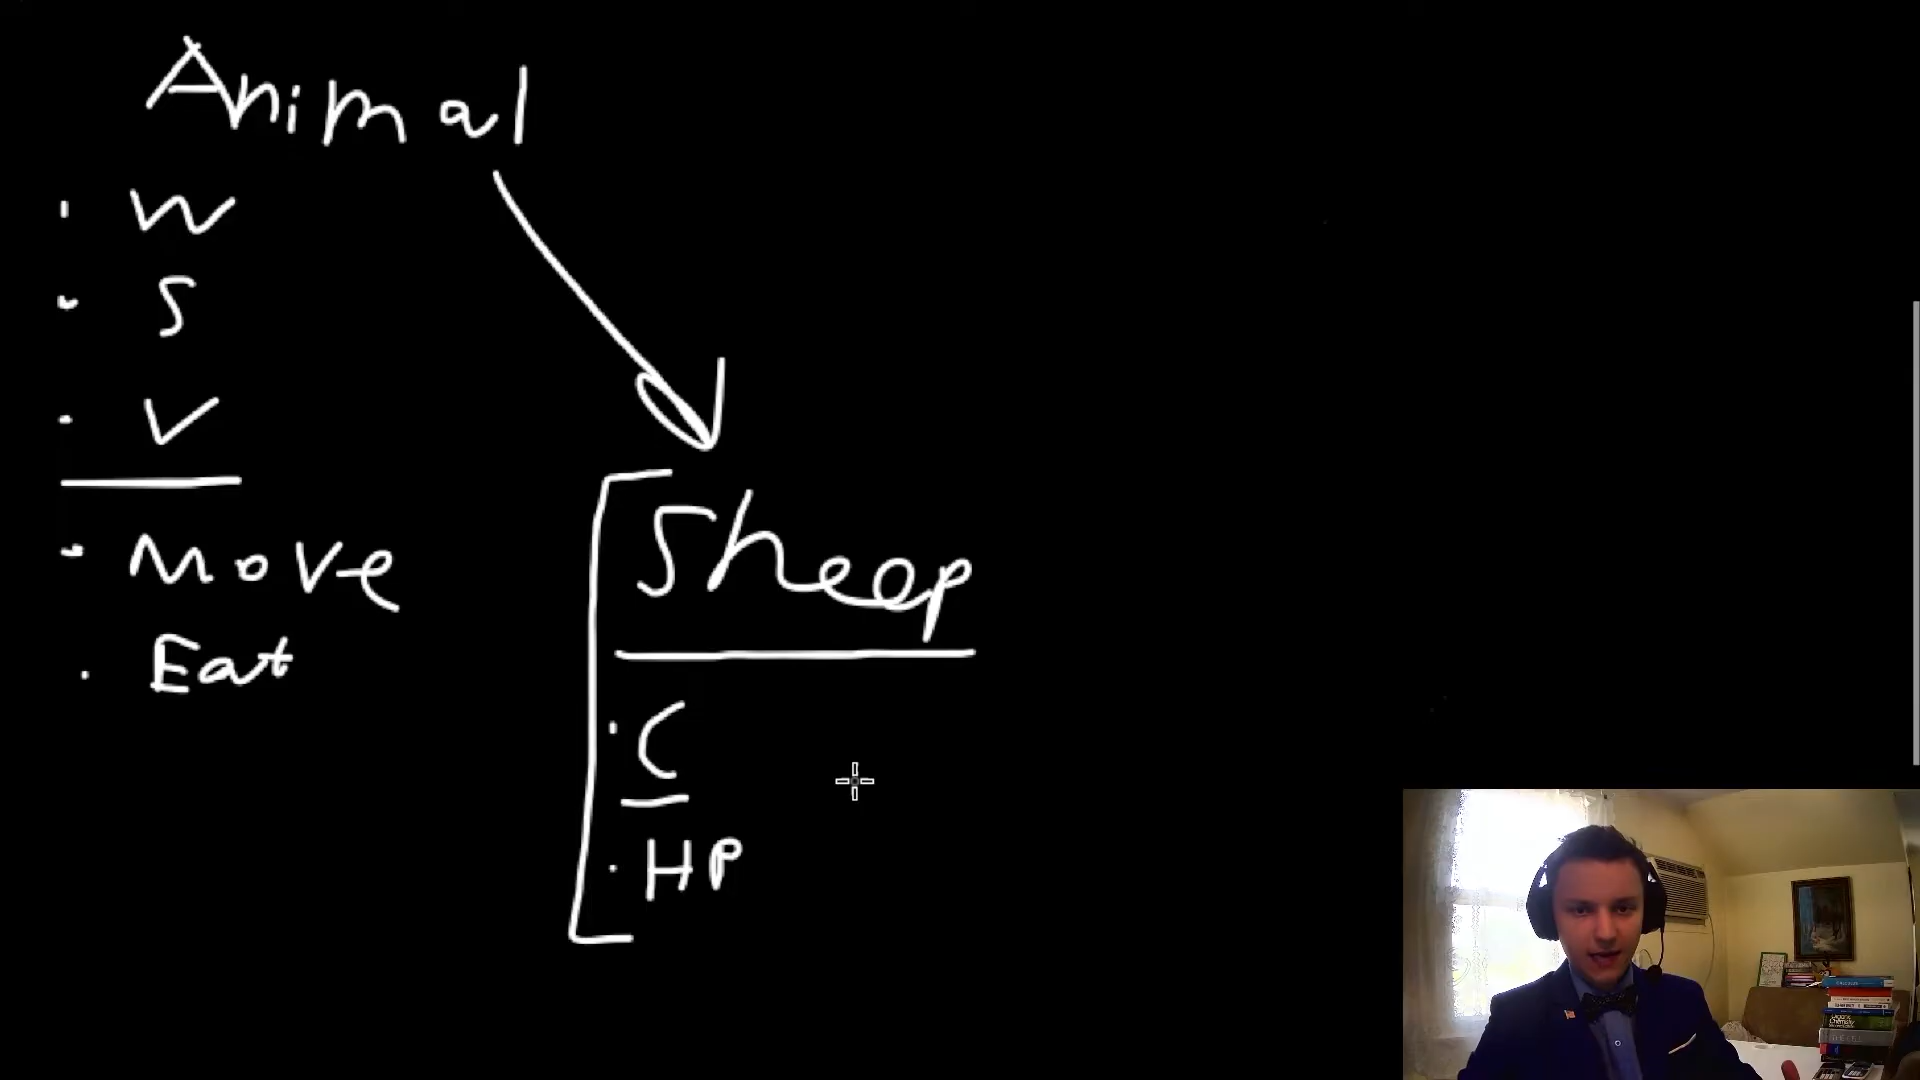 Animal
· W
· S
· V
· Move
· Eat
Sheep
· C
· HP